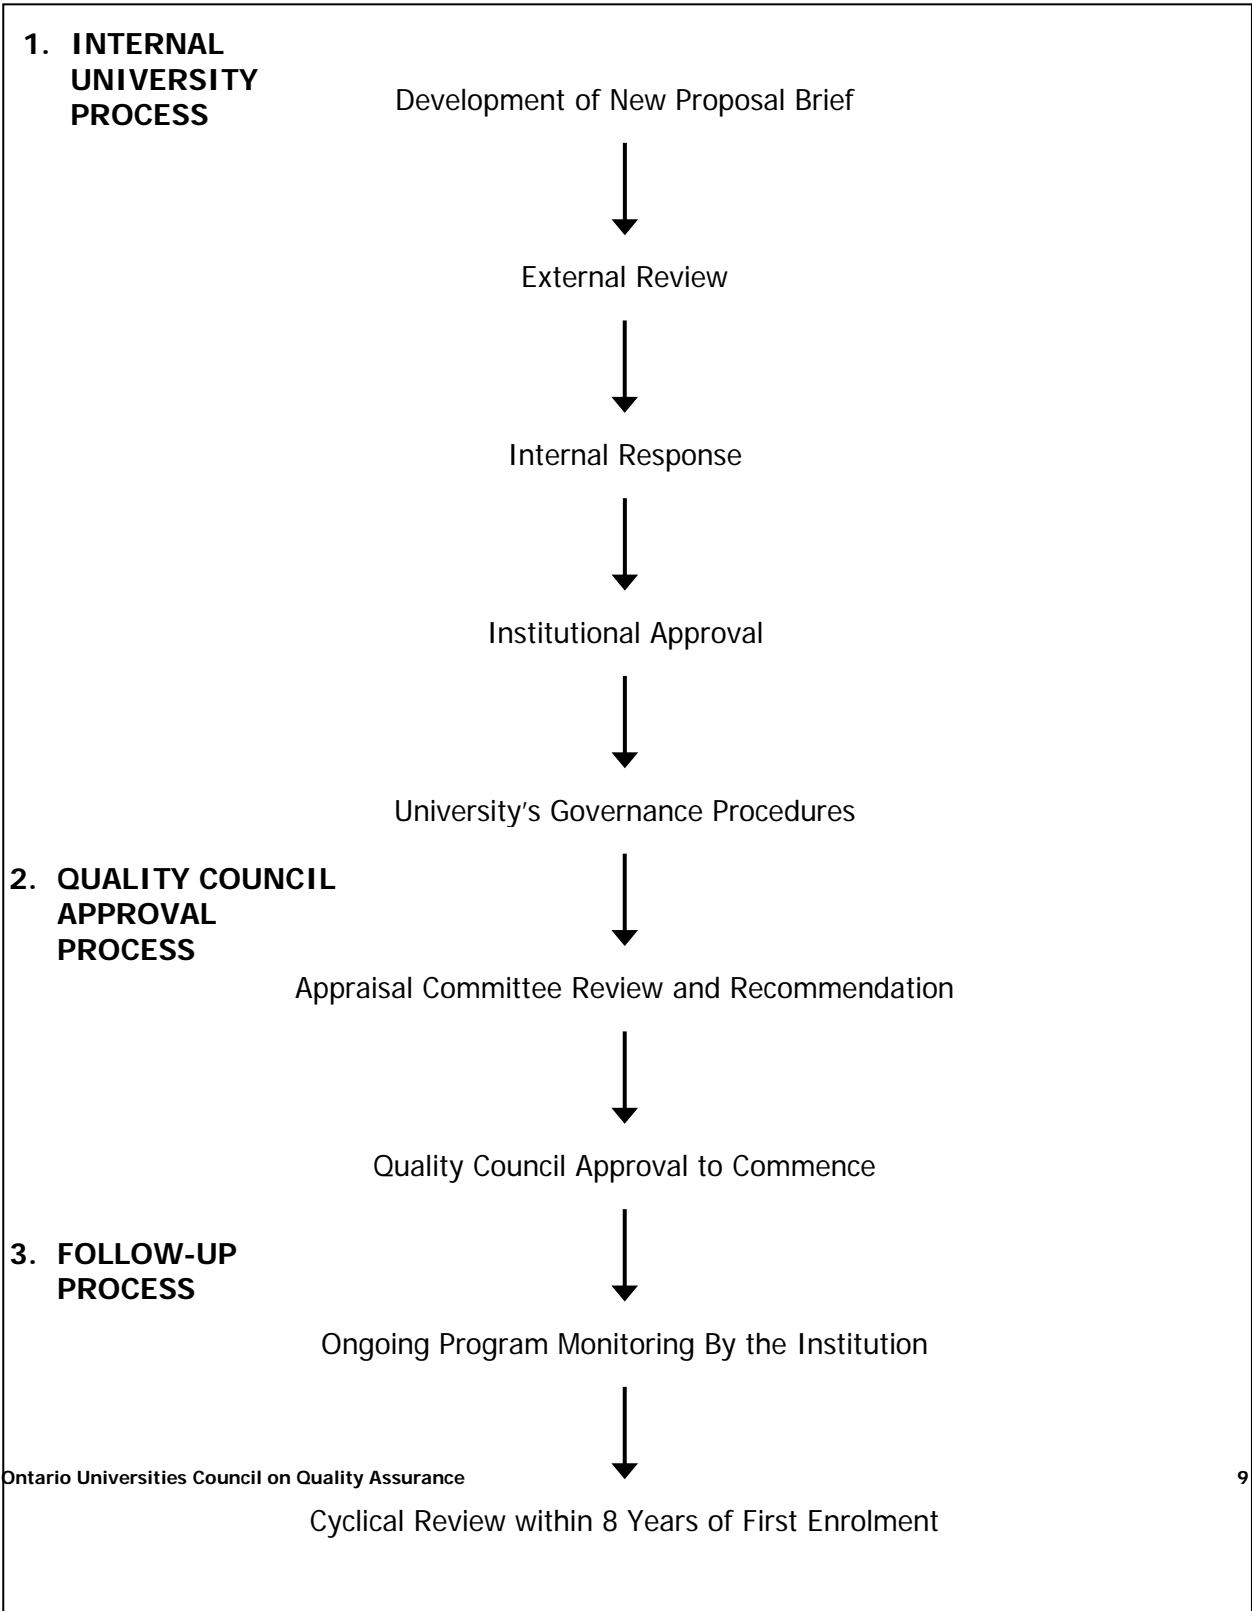 1. INTERNAL
UNIVERSITY
PROCESS
Development of New Proposal Brief
External Review
Internal Response
Institutional Approval
University's Governance Procedures
2. QUALITY COUNCIL
APPROVAL
PROCESS
Appraisal Committee Review and Recommendation
Quality Council Approval to Commence
3. FOLLOW-UP
PROCESS
Ongoing Program Monitoring By the Institution
Ontario Universities Council on Quality Assurance 9
Cyclical Review within 8 Years of First Enrolment